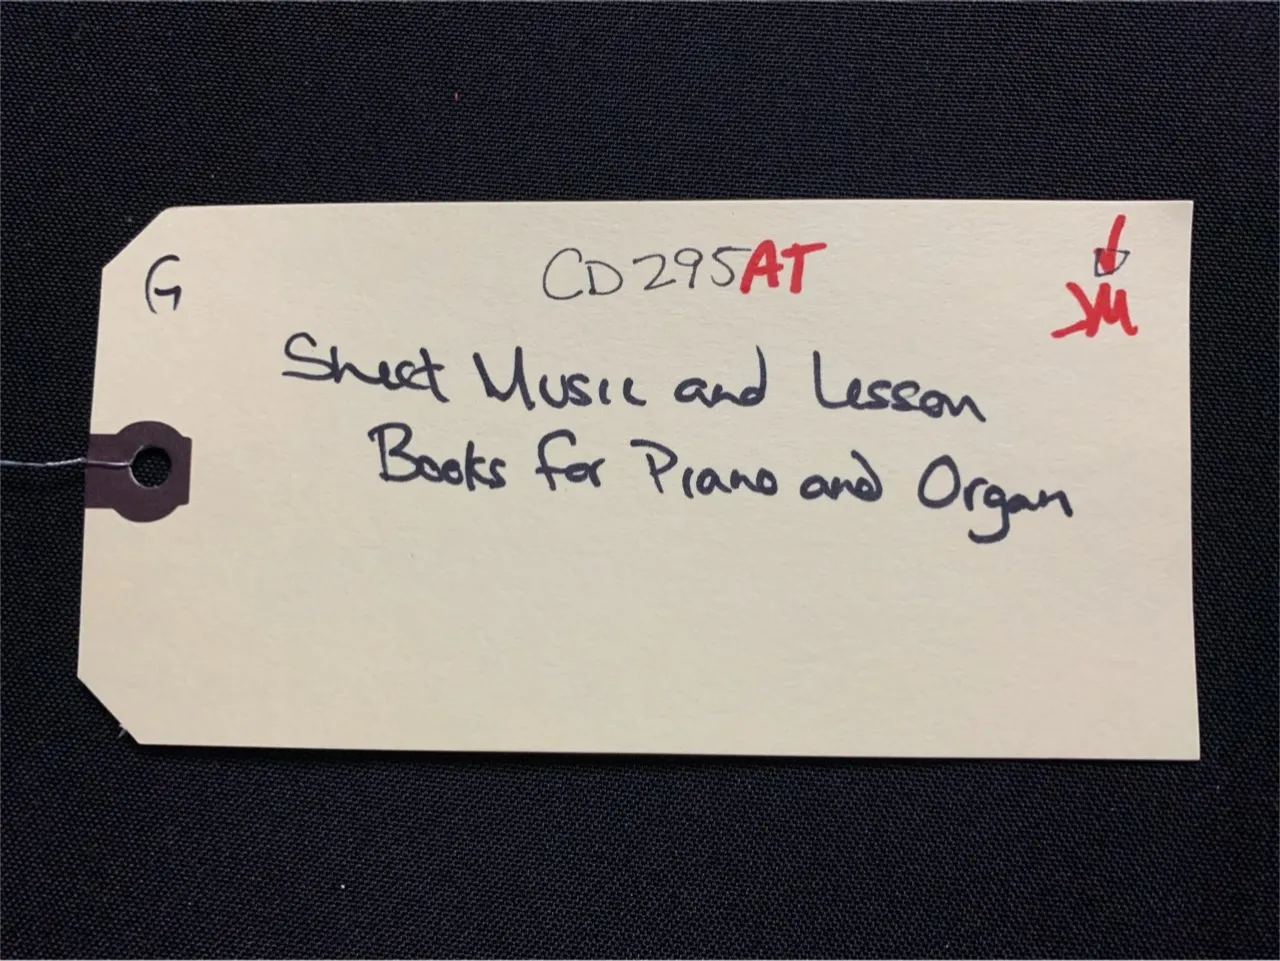 G
CD295AT
Sheet Music and Lesson
Books for Piano and Organ